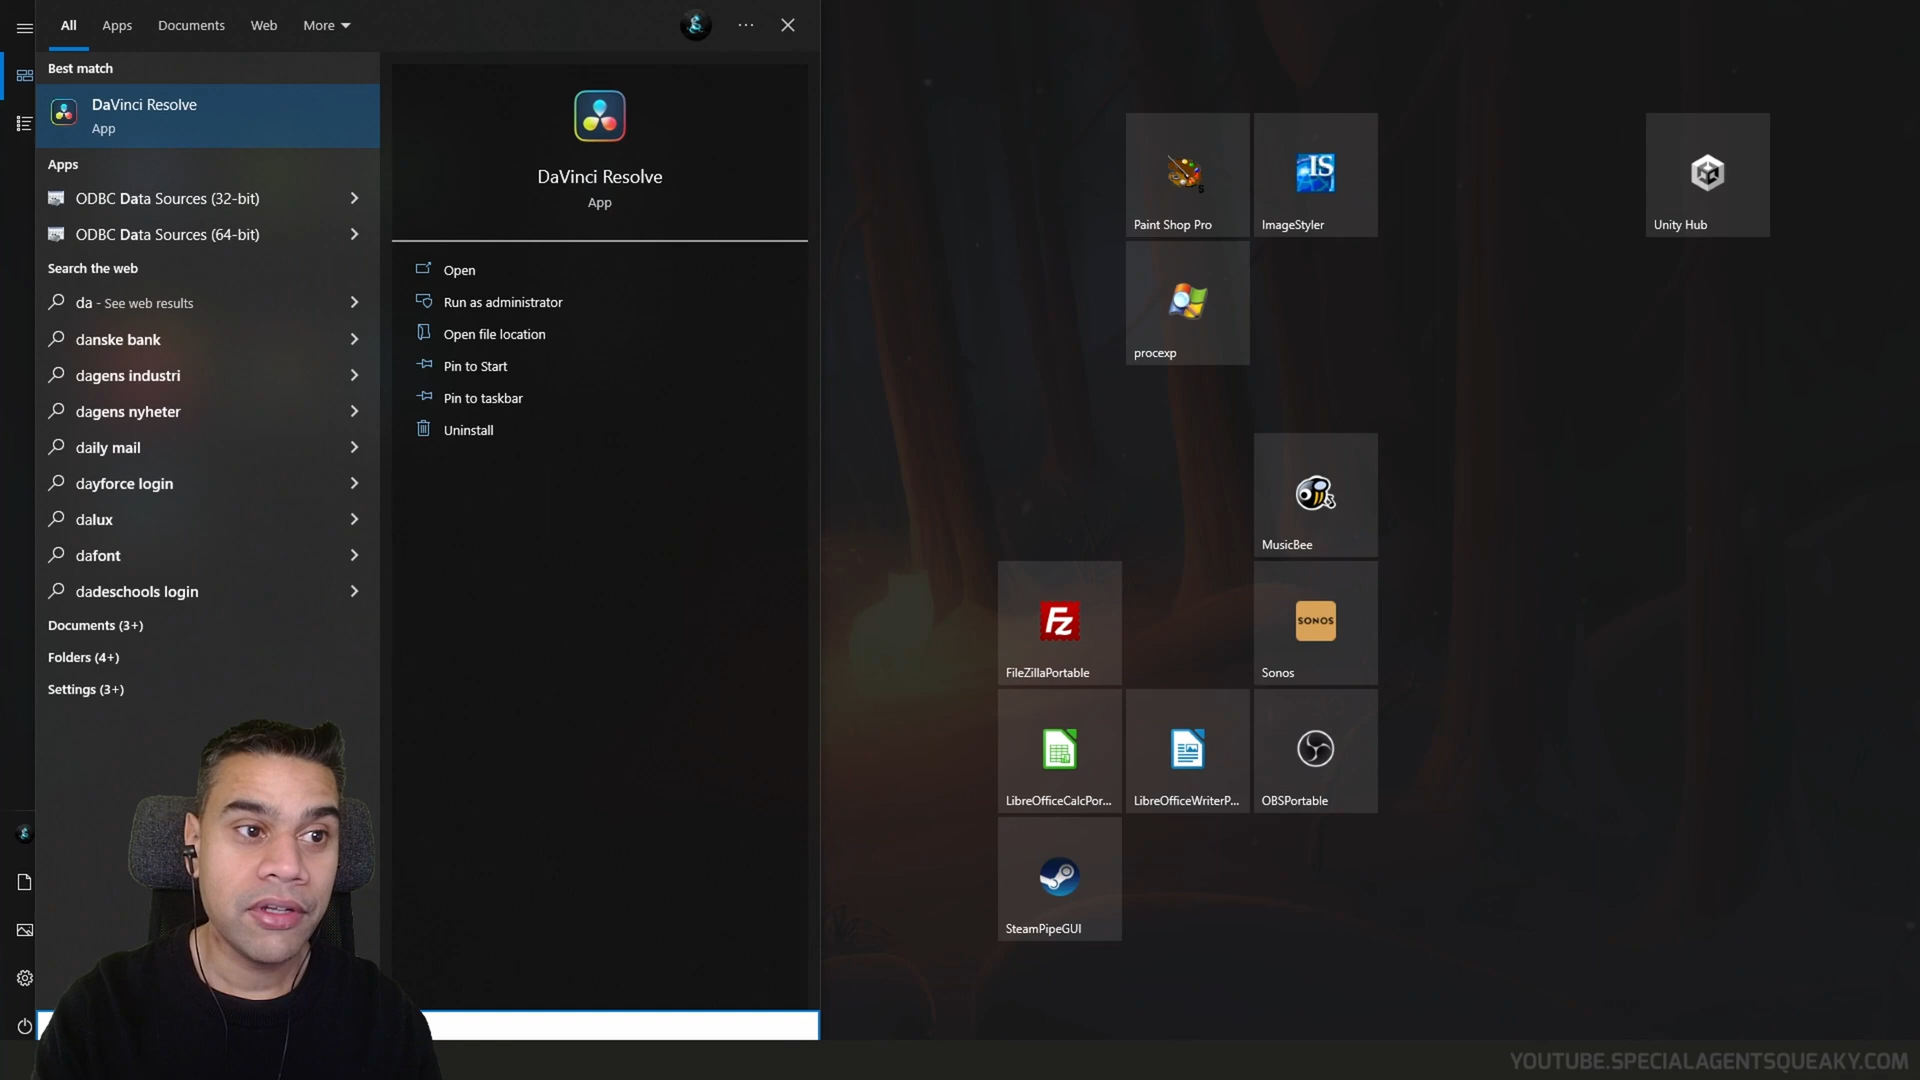 All Apps Documents Web More
Best match
DaVinci Resolve
App
Apps
ODBC Data Sources (32-bit)
ODBC Data Sources (64-bit)
Search the web
da - See web results
danske bank
dagens industri
dagens nyheter
daily mail
dayforce login
dalux
dafont
dadeschools login
Documents (3+)
Folders (4+)
Settings (3+)
DaVinci Resolve
App
Open
Run as administrator
Open file location
Pin to Start
Pin to taskbar
Uninstall
S
Paint Shop Pro
IS
ImageStyler
Unity Hub
procexp
MusicBee
Fz
FileZillaPortable
SONOS
Sonos
LibreOfficeCalcPor...
LibreOfficeWriterP...
OBSPortable
SteamPipeGUI
YOUTUBE.SPECIALAGENTSQUEAKY.COM